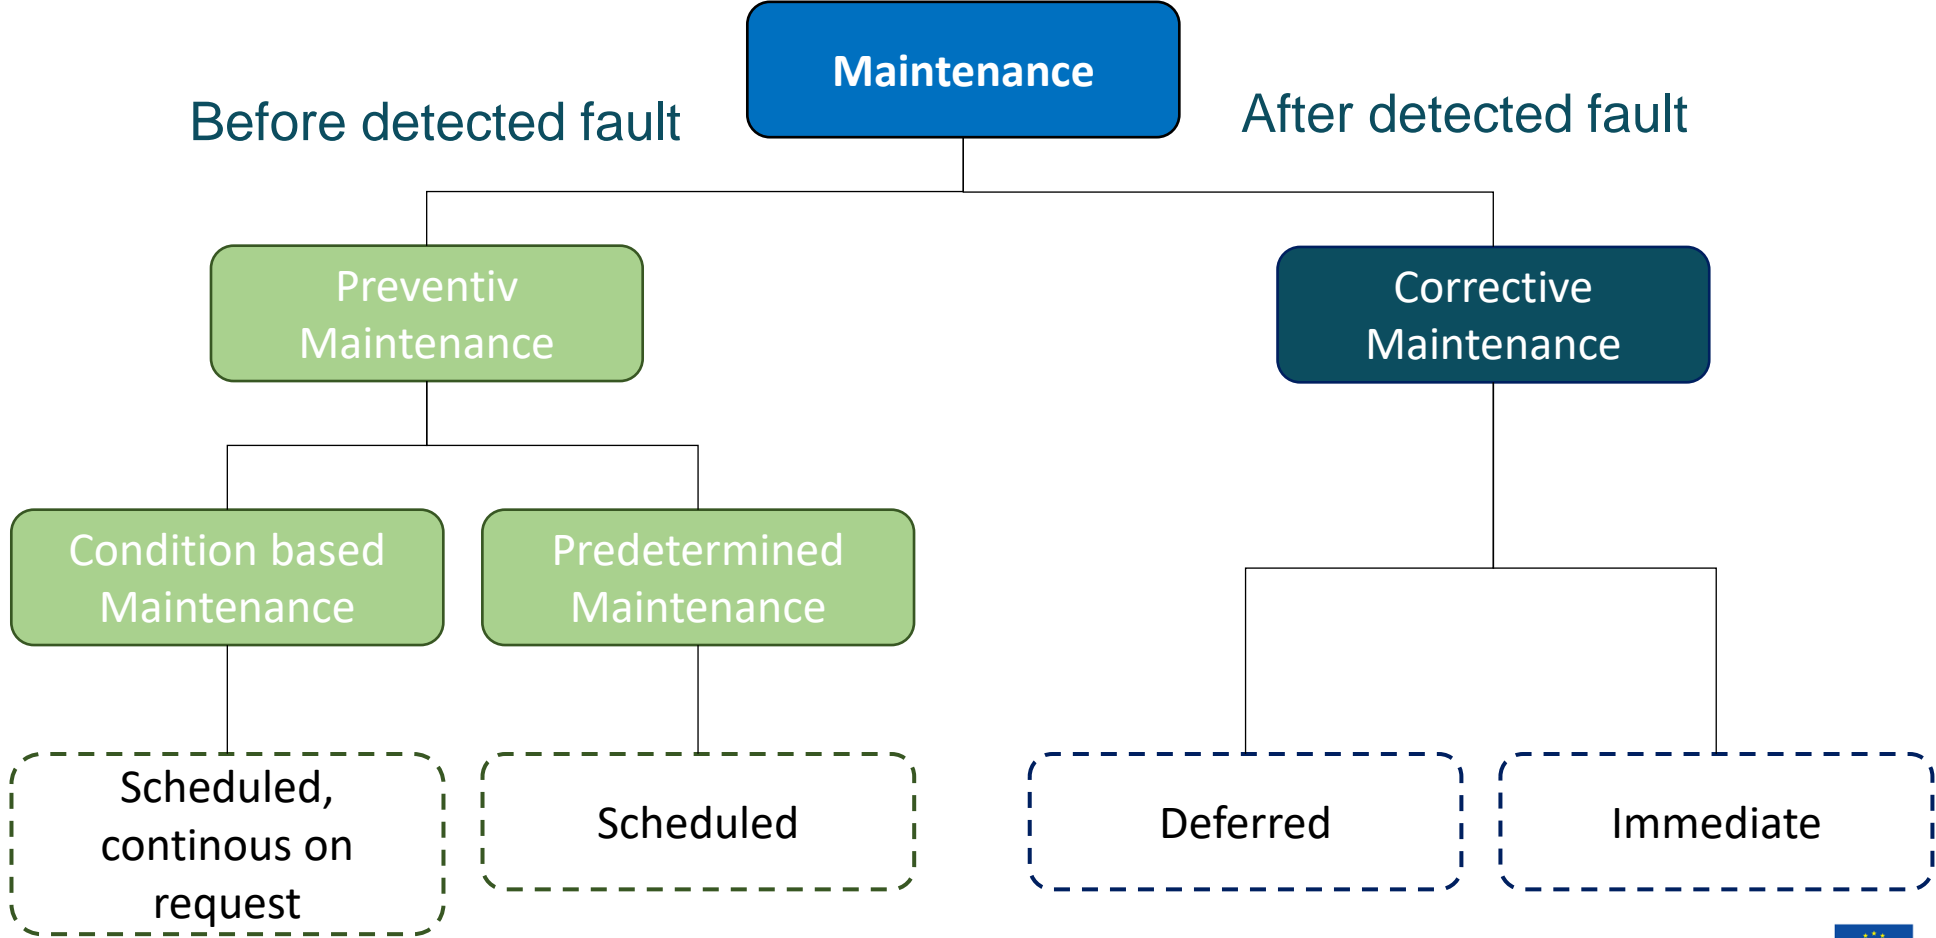 Maintenance
Before detected fault
After detected fault
Preventiv
Maintenance
Corrective
Maintenance
Condition based
Maintenance
Predetermined
Maintenance
Scheduled,
continous on
request
Scheduled
Deferred
Immediate